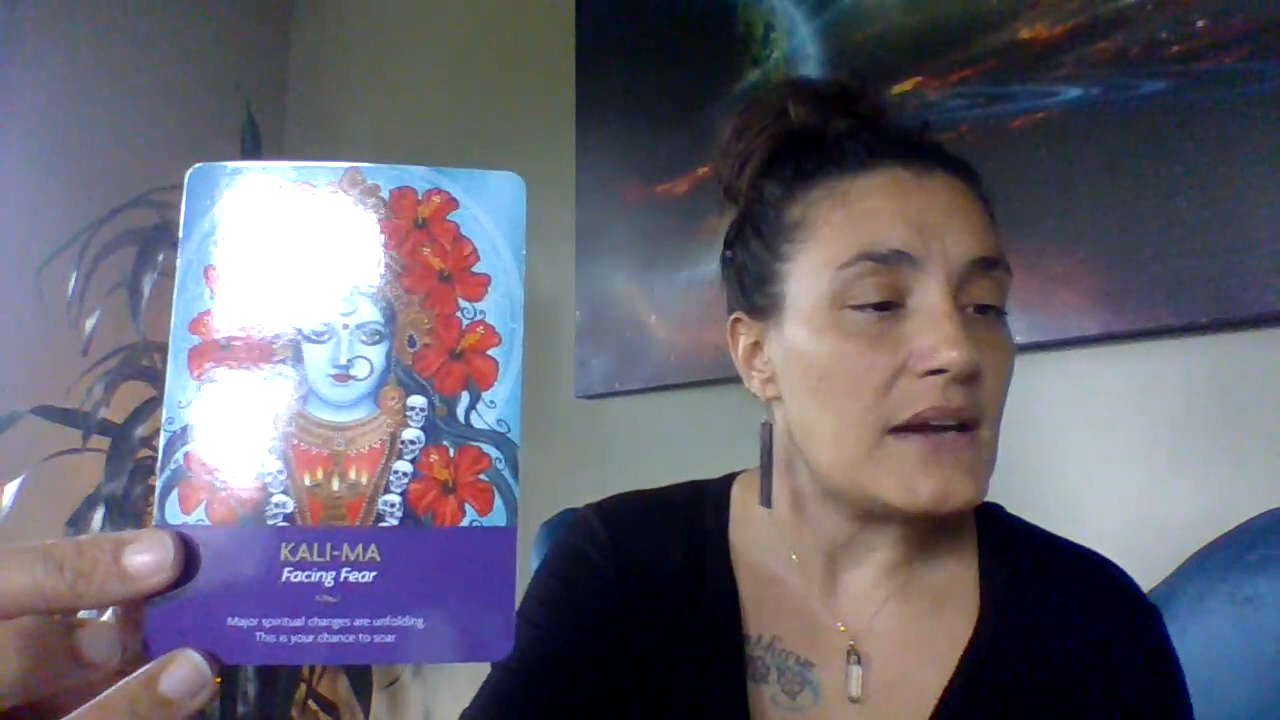 KALI-MA
Facing Fear
Major spiritual changes are unfolding.
This is your chance to soar